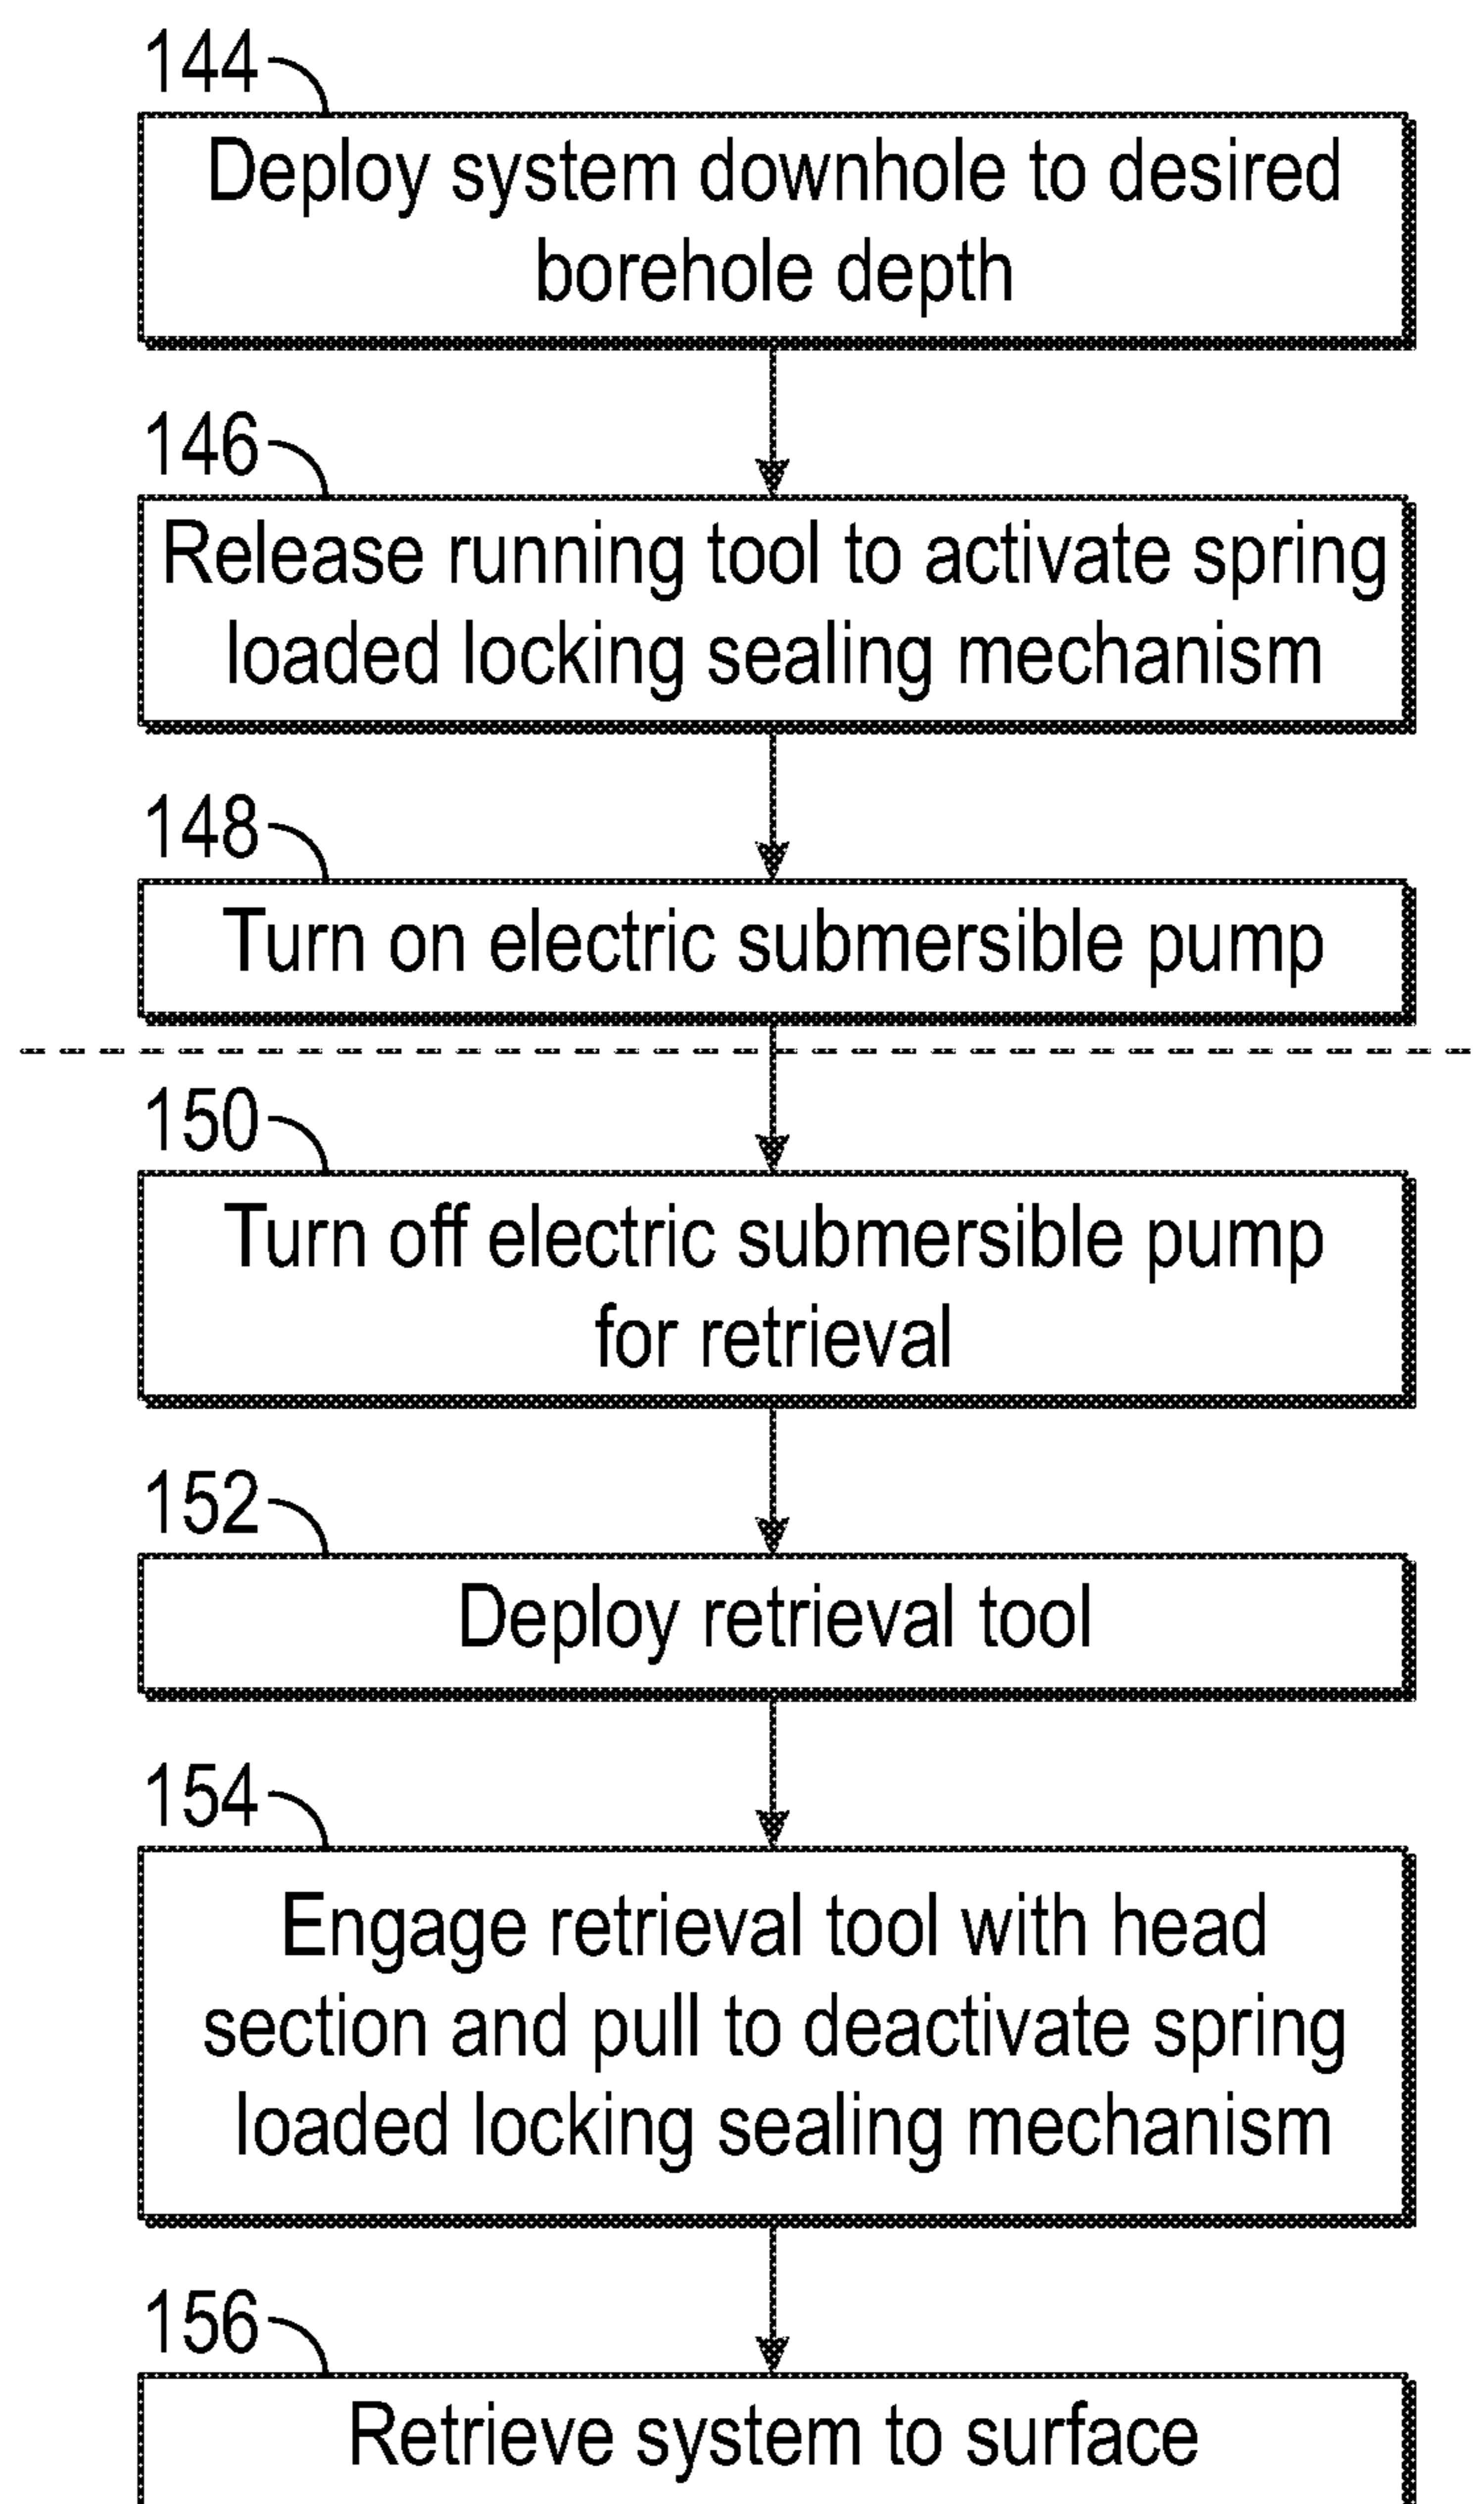 144
Deploy system downhole to desired
borehole depth
146
Release running tool to activate spring
loaded locking sealing mechanism
148
Turn on electric submersible pump
150
Turn off electric submersible pump
for retrieval
152
Deploy retrieval tool
154
Engage retrieval tool with head
section and pull to deactivate spring
loaded locking sealing mechanism
156
Retrieve system to surface